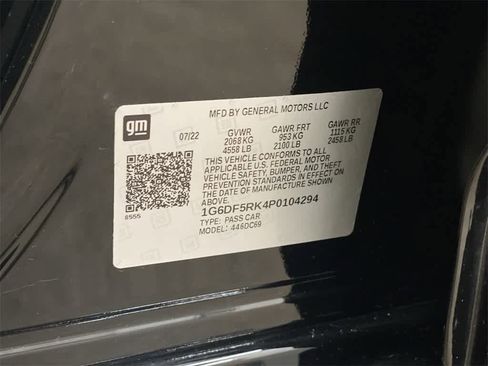 MFD BY GENERAL MOTORS LLC
gm
07/22 GVWR GAWR FRT GAWR RR
2068 KG 953 KG 1115 KG
4558 LB 2100 LB 2458 LB
THIS VEHICLE CONFORMS TO ALL
APPLICABLE U.S. FEDERAL MOTOR
VEHICLE SAFETY, BUMPER, AND THEFT
PREVENTION STANDARDS IN EFFECT ON
THE DATE OF MANUFACTURE SHOWN
ABOVE.
8555
1G6DF5RK4P0104294
TYPE: PASS CAR
MODEL: 446DC69